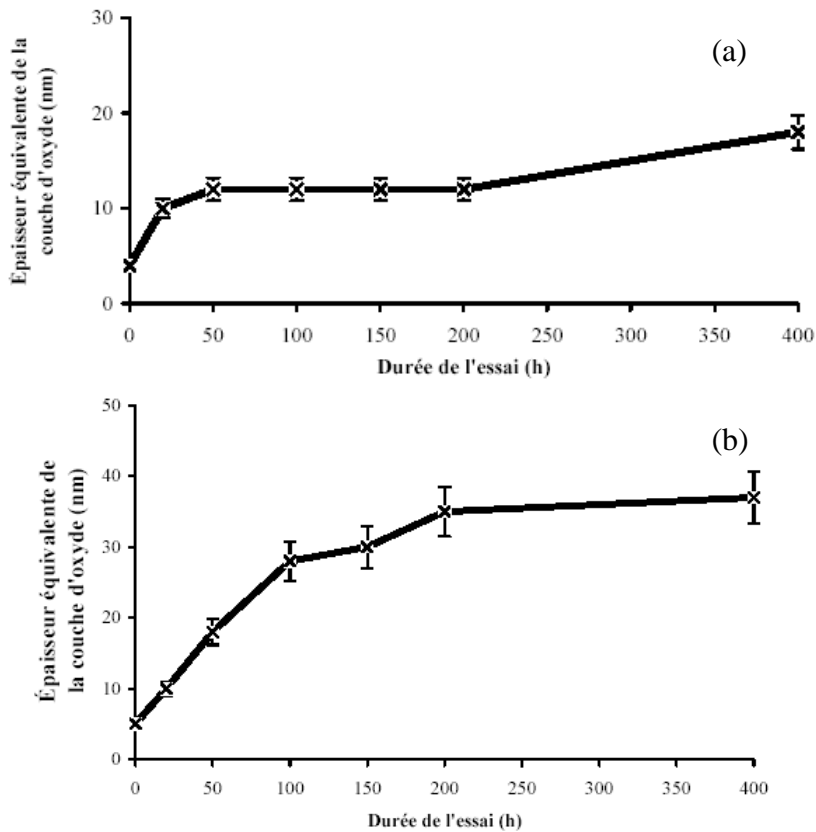 (a)
Épaisseur équivalente de la
couche d'oxyde (nm)
30
20
10
0
0 50 100 150 200 250 300 350 400
Durée de l'essai (h)
(b)
Épaisseur équivalente de
la couche d'oxyde (nm)
50
40
30
20
10
0
0 50 100 150 200 250 300 350 400
Durée de l'essai (h)